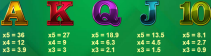 A K Q J 10
x5 = 36 x5 = 27 x5 = 18.9 x5 = 13.5 x5 = 8.1
x4 = 12 x4 = 9 x4 = 6.3 x4 = 4.5 x4 = 2.7
x3 = 4 x3 = 3 x3 = 2.1 x3 = 1.5 x3 = 0.9